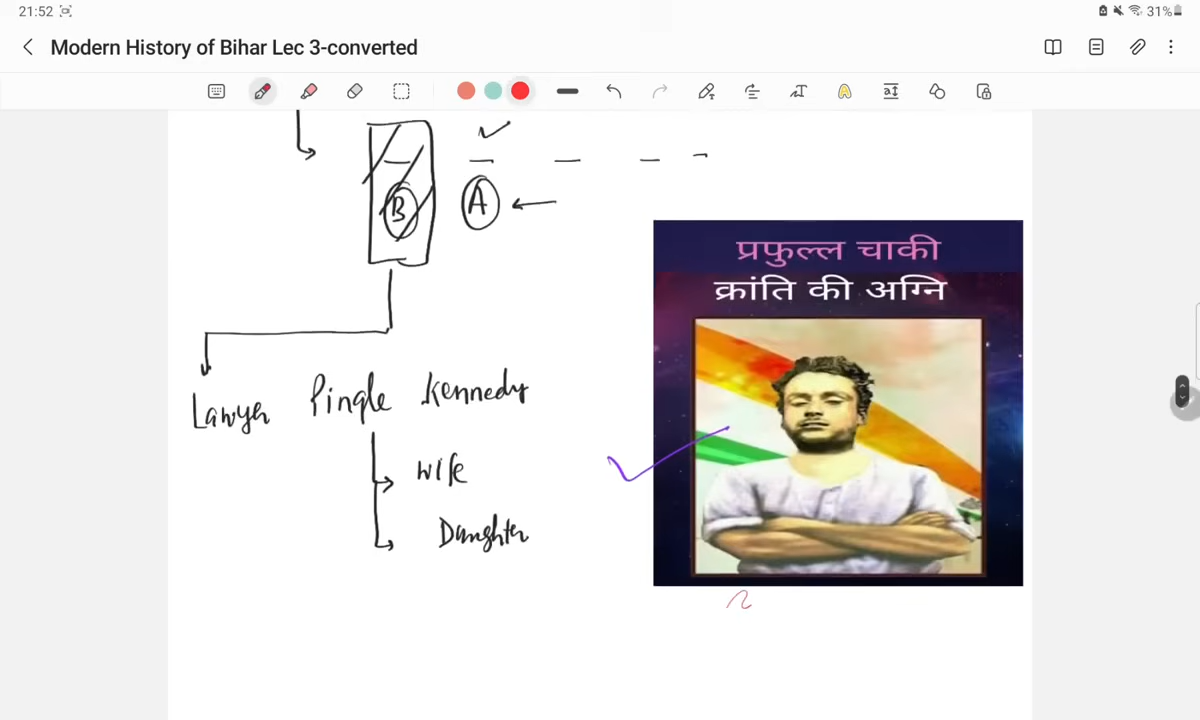 21:52 31%
Modern History of Bihar Lec 3-converted
B A
प्रफुल्ल चाकी
क्रांति की अग्नि
Lawyer Pingle Kennedy
wife
Daughter